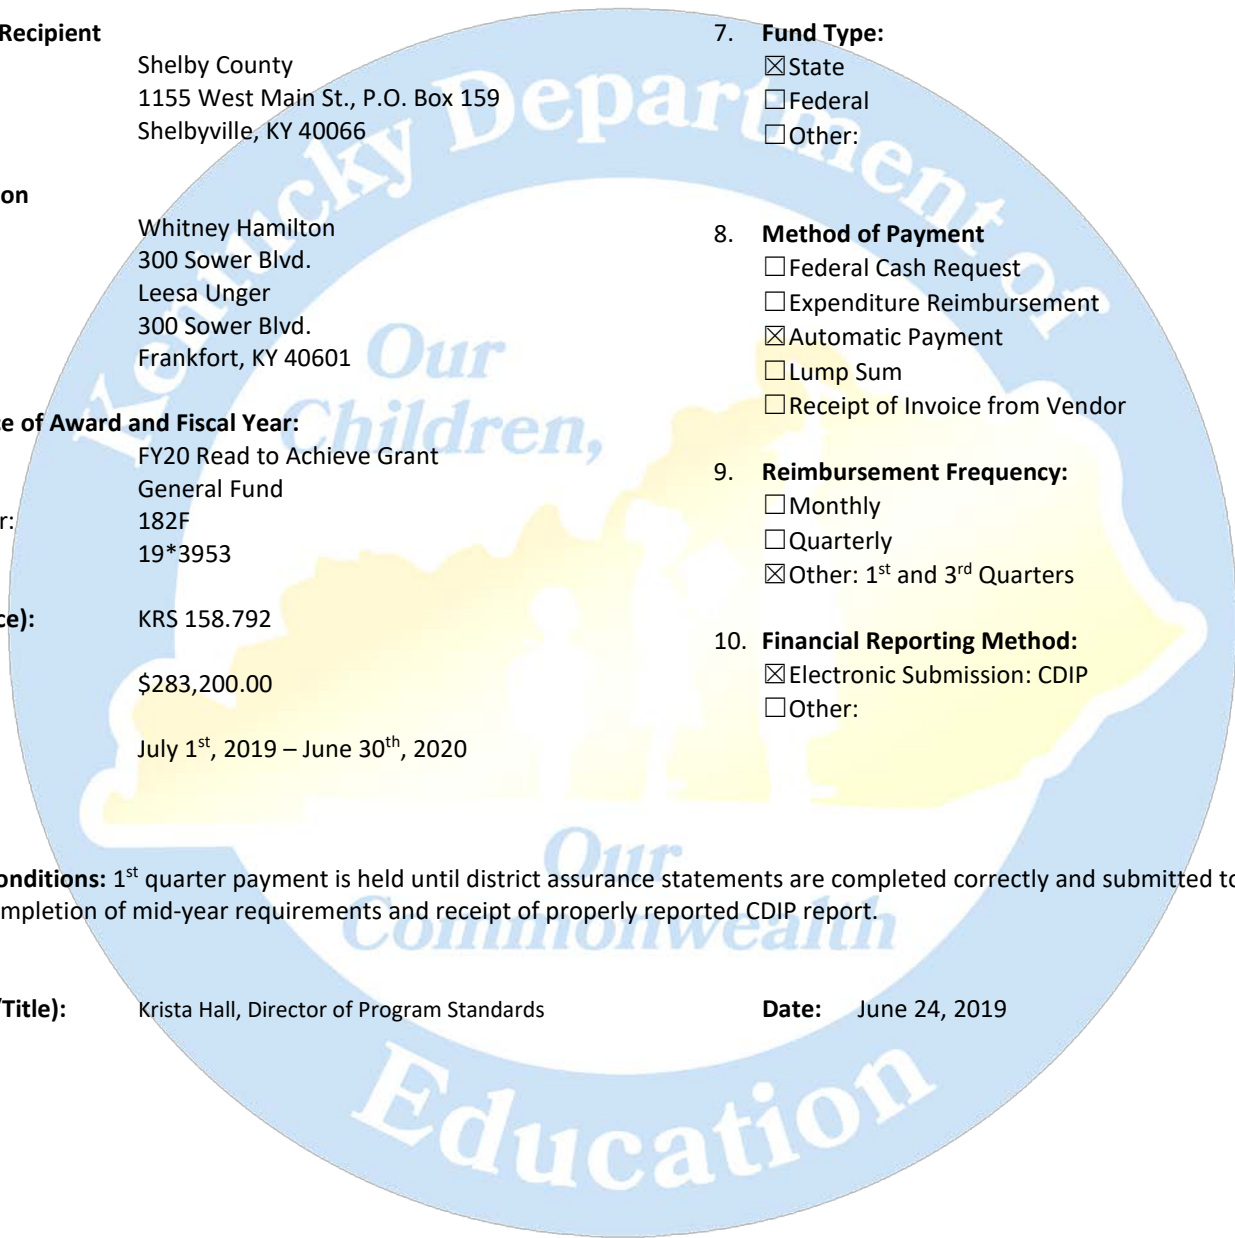 Recipient
Shelby County
1155 West Main St., P.O. Box 159
Shelbyville, KY 40066
on
Whitney Hamilton
300 Sower Blvd.
Leesa Unger
300 Sower Blvd.
Frankfort, KY 40601
e of Award and Fiscal Year:
FY20 Read to Achieve Grant
General Fund
r: 182F
19*3953
ce): KRS 158.792
$283,200.00
July 1st, 2019 – June 30th, 2020
7. Fund Type:
☒State
☐Federal
☐Other:
8. Method of Payment
☐Federal Cash Request
☐Expenditure Reimbursement
☒Automatic Payment
☐Lump Sum
☐Receipt of Invoice from Vendor
9. Reimbursement Frequency:
☐Monthly
☐Quarterly
☒Other: 1st and 3rd Quarters
10. Financial Reporting Method:
☒Electronic Submission: CDIP
☐Other:
onditions: 1st quarter payment is held until district assurance statements are completed correctly and submitted to
mpletion of mid-year requirements and receipt of properly reported CDIP report.
/Title): Krista Hall, Director of Program Standards Date: June 24, 2019
Kentucky Department of
Education
Our
Children,
Our
Commonwealth